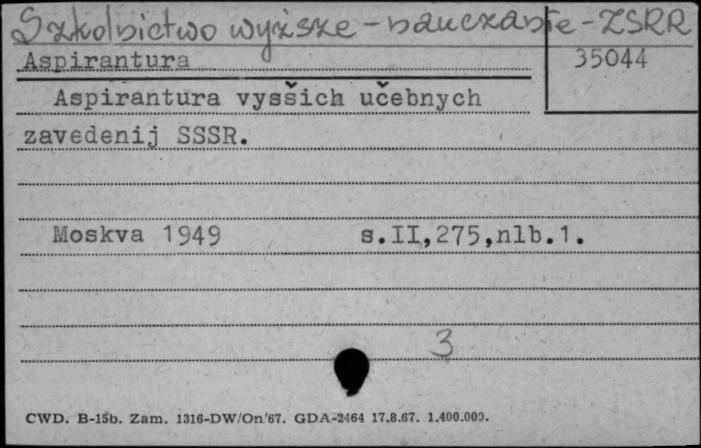 Szkolnictwo wyższe - nauczanie - ZSRR
Aspirantura 35044
Aspirantura vysšich učebnych
zavedenij SSSR.
Moskva 1949 s.II,275,nlb.1.
3
CWD. B-15b. Zam. 1316-DW/On/67. GDA-2464 17.8.67. 1.400.000.